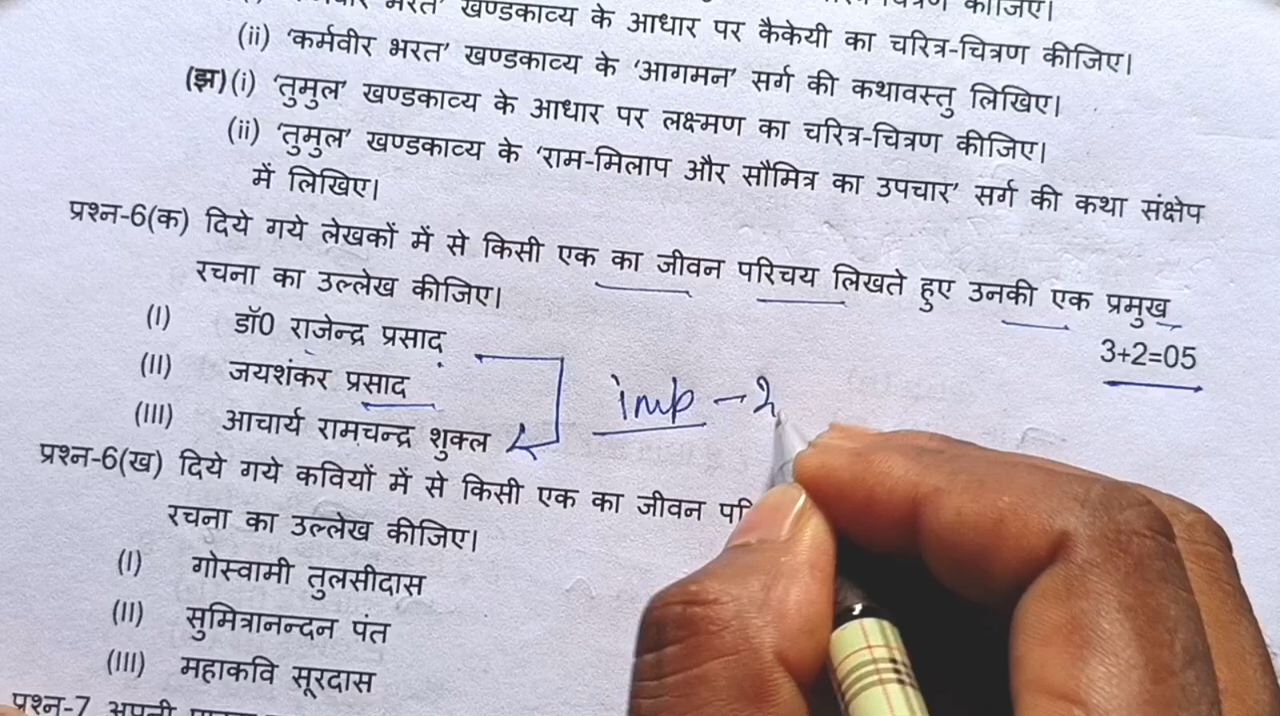 भरत’ खण्डकाव्य के आधार पर कैकेयी का चरित्र-चित्रण कीजिए।
(ii) ‘कर्मवीर भरत’ खण्डकाव्य के ‘आगमन’ सर्ग की कथावस्तु लिखिए।
(झ) (i) ‘तुमुल’ खण्डकाव्य के आधार पर लक्ष्मण का चरित्र-चित्रण कीजिए।
(ii) ‘तुमुल’ खण्डकाव्य के ‘राम-मिलाप और सौमित्र का उपचार’ सर्ग की कथा संक्षेप
में लिखिए।
प्रश्न-6(क) दिये गये लेखकों में से किसी एक का जीवन परिचय लिखते हुए उनकी एक प्रमुख
रचना का उल्लेख कीजिए।
3+2=05
(I) डॉ0 राजेन्द्र प्रसाद
(II) जयशंकर प्रसाद
(III) आचार्य रामचन्द्र शुक्ल
imp –
प्रश्न-6(ख) दिये गये कवियों में से किसी एक का जीवन
रचना का उल्लेख कीजिए।
(I) गोस्वामी तुलसीदास
(II) सुमित्रानन्दन पंत
(III) महाकवि सूरदास
प्रश्न-7 अपनी